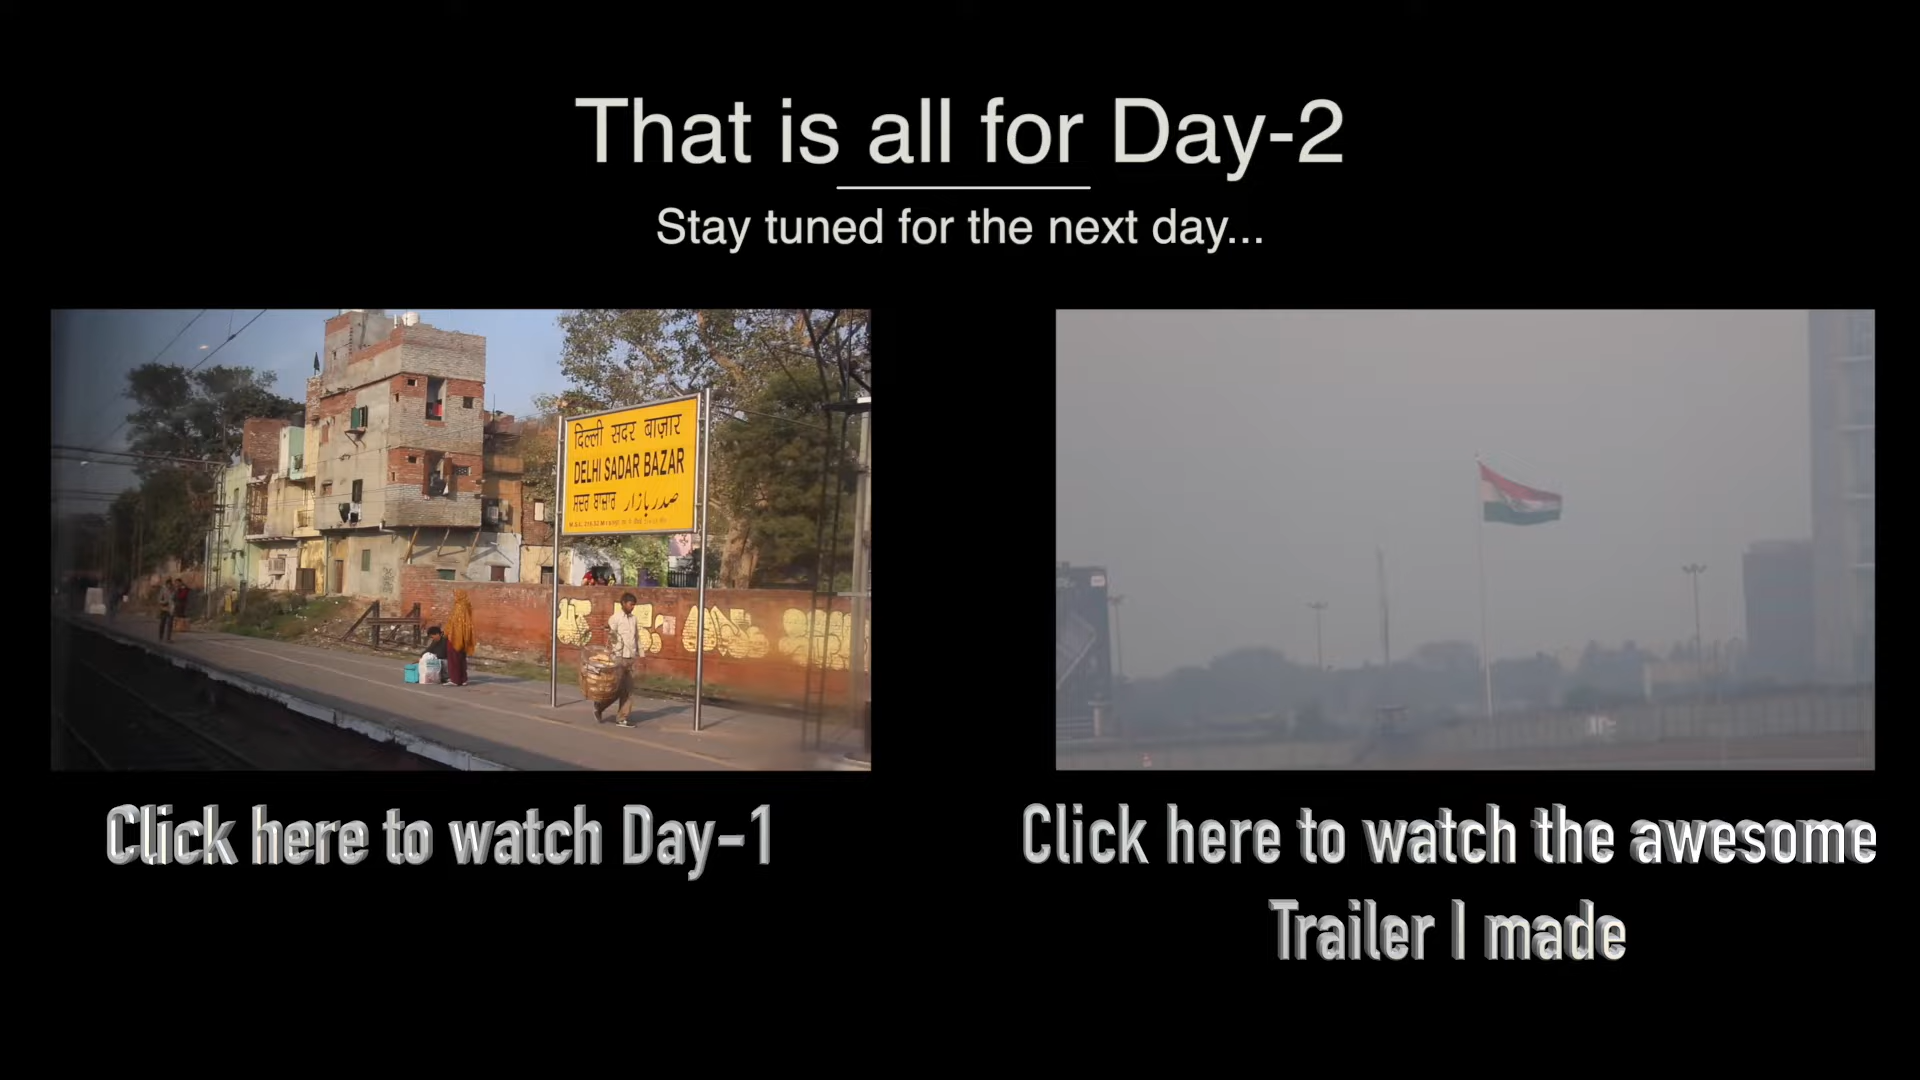 That is all for Day-2
Stay tuned for the next day...
दिल्ली सदर बाज़ार
DELHI SADAR BAZAR
ਸਦਰ ਬਾਜ਼ਾਰ صدر بازار
Click here to watch Day-1
Click here to watch the awesome
Trailer I made